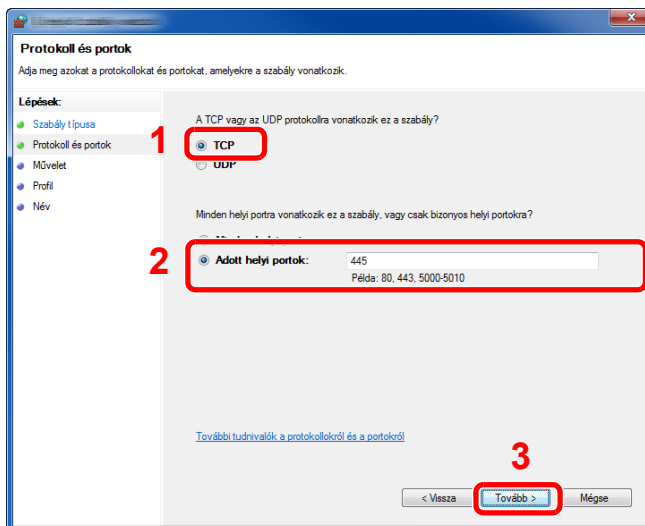 Protokoll és portok
Adja meg azokat a protokollokat és portokat, amelyekre a szabály vonatkozik.
Lépések:
Szabály típusa
Protokoll és portok
Művelet
Profil
Név
A TCP vagy az UDP protokollra vonatkozik ez a szabály?
1
TCP
UDP
Minden helyi portra vonatkozik ez a szabály, vagy csak bizonyos helyi portokra?
2
Adott helyi portok:
445
Példa: 80, 443, 5000-5010
További tudnivalók a protokollokról és a portokról
3
< Vissza
Tovább >
Mégse